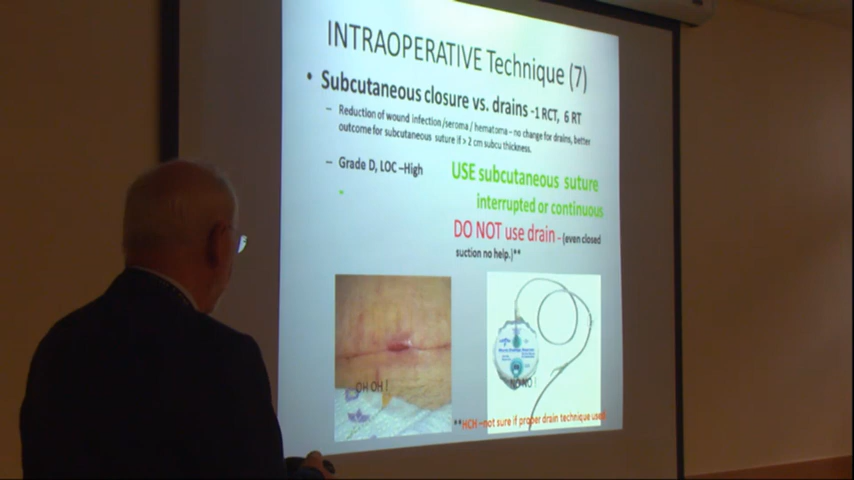 INTRAOPERATIVE Technique (7)
• Subcutaneous closure vs. drains -1 RCT, 6 RT
– Reduction of wound infection /seroma / hematoma – no change for drains, better
outcome for subcutaneous suture if > 2 cm subcu thickness.
– Grade D, LOC –High
USE subcutaneous suture
interrupted or continuous
DO NOT use drain - (even closed
suction no help.)**
OH OH !
NO NO !
**HCH –not sure if proper drain technique used.